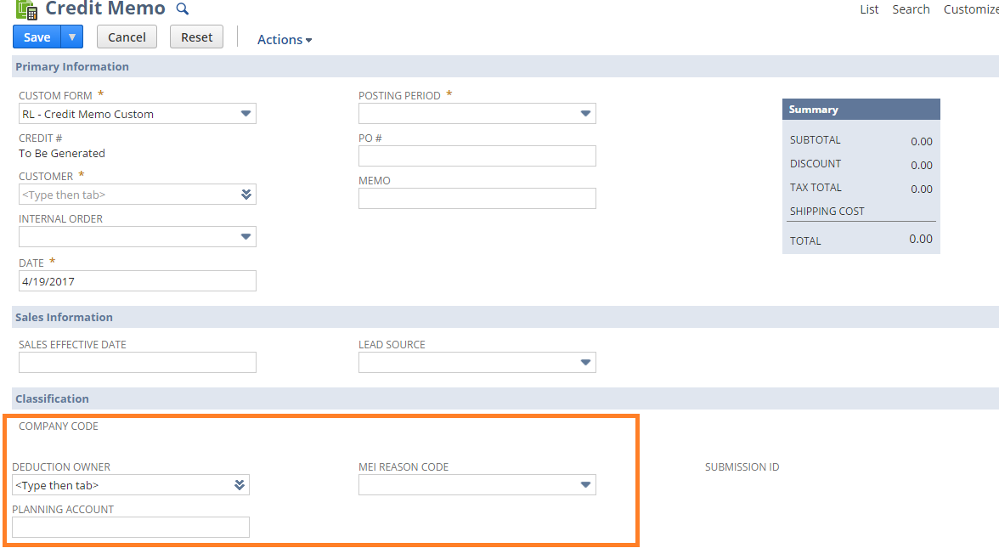 Credit Memo
List Search Customize
Save Cancel Reset Actions
Primary Information
CUSTOM FORM *
RL - Credit Memo Custom
CREDIT #
To Be Generated
CUSTOMER *
<Type then tab>
INTERNAL ORDER
DATE *
4/19/2017
POSTING PERIOD *
PO #
MEMO
Summary
SUBTOTAL 0.00
DISCOUNT 0.00
TAX TOTAL 0.00
SHIPPING COST
TOTAL 0.00
Sales Information
SALES EFFECTIVE DATE
LEAD SOURCE
Classification
COMPANY CODE
DEDUCTION OWNER
<Type then tab>
PLANNING ACCOUNT
MEI REASON CODE
SUBMISSION ID